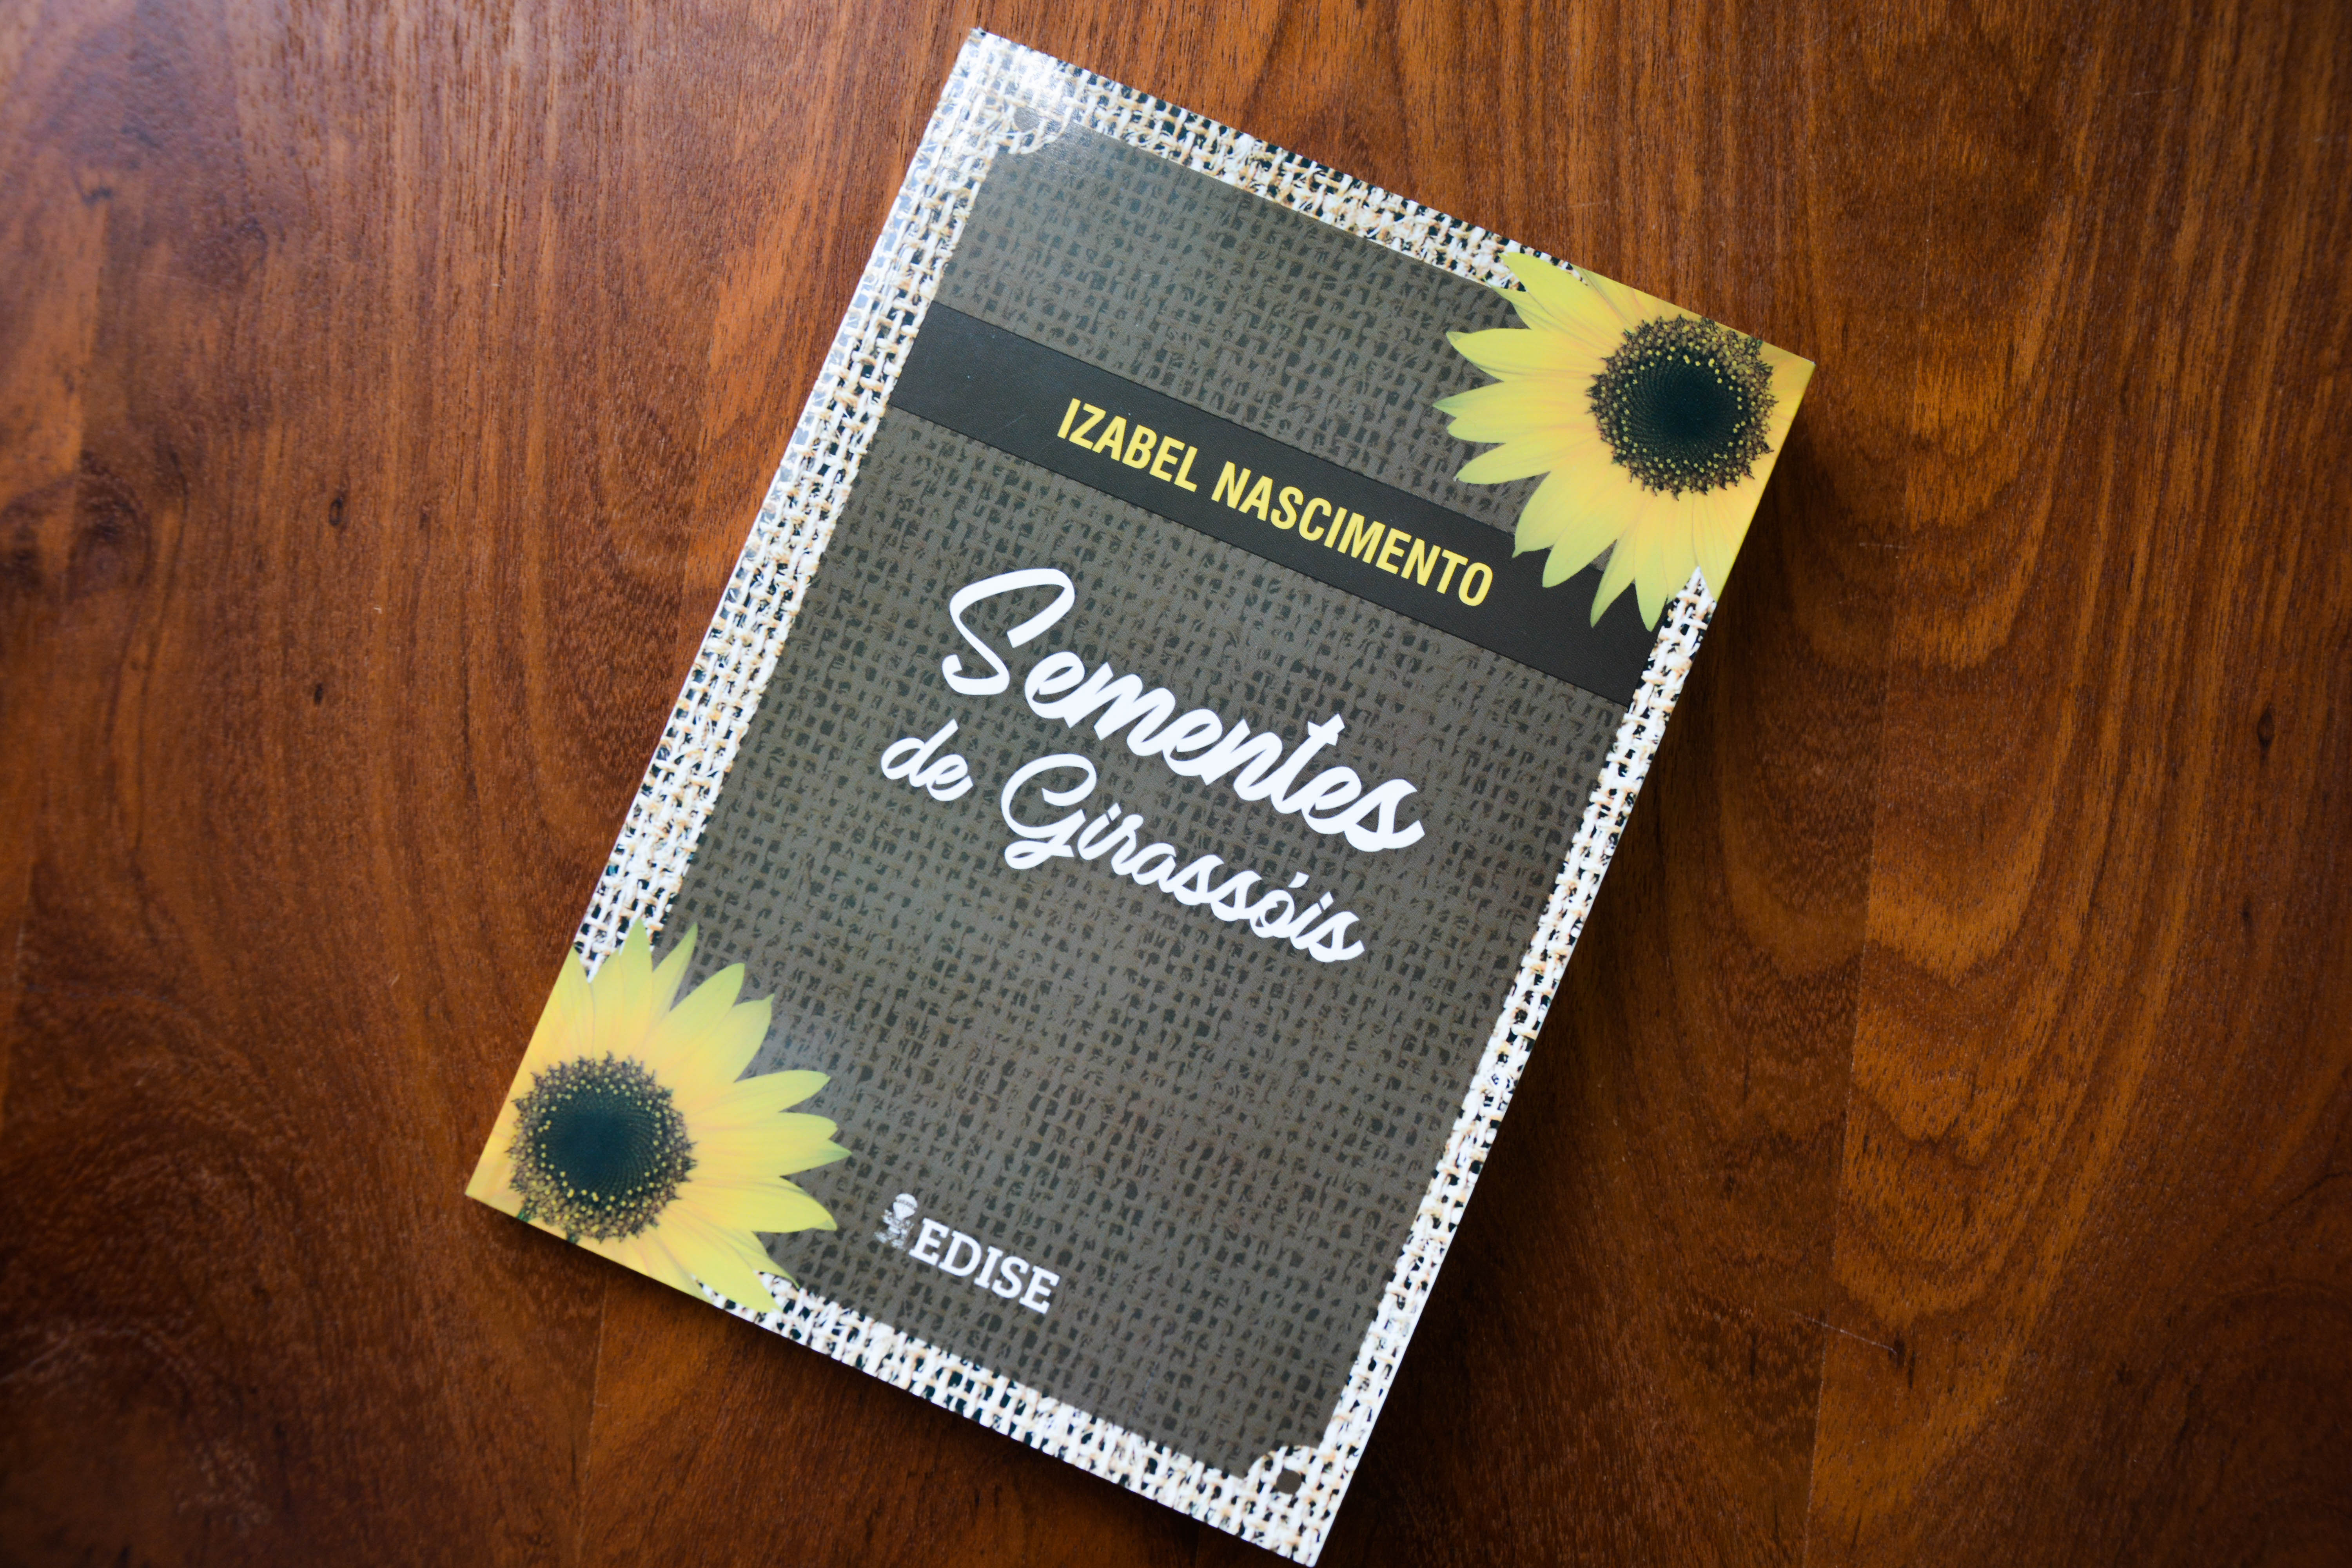 IZABEL NASCIMENTO
Sementes
de Girassóis
EDISE